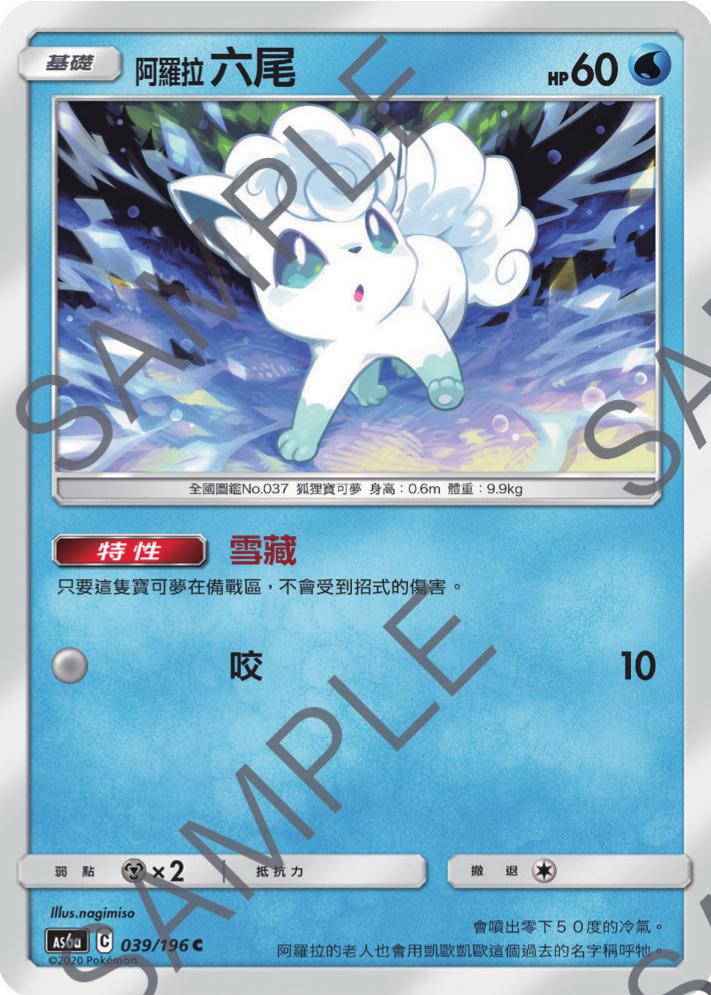 基礎
阿羅拉 六尾
HP60
全國圖鑑No.037 狐狸寶可夢 身高：0.6m 體重：9.9kg
特性 雪藏
只要這隻寶可夢在備戰區，不會受到招式的傷害。
咬 10
弱點 ×2 抵抗力 撤退
Illus.nagimiso
會噴出零下50度的冷氣。
AS6a C 039/196 C
阿羅拉的老人也會用凱歐凱歐這個過去的名字稱呼牠。
©2020 Pokémon
SAMPLE
SAMPLE
SAMPLE